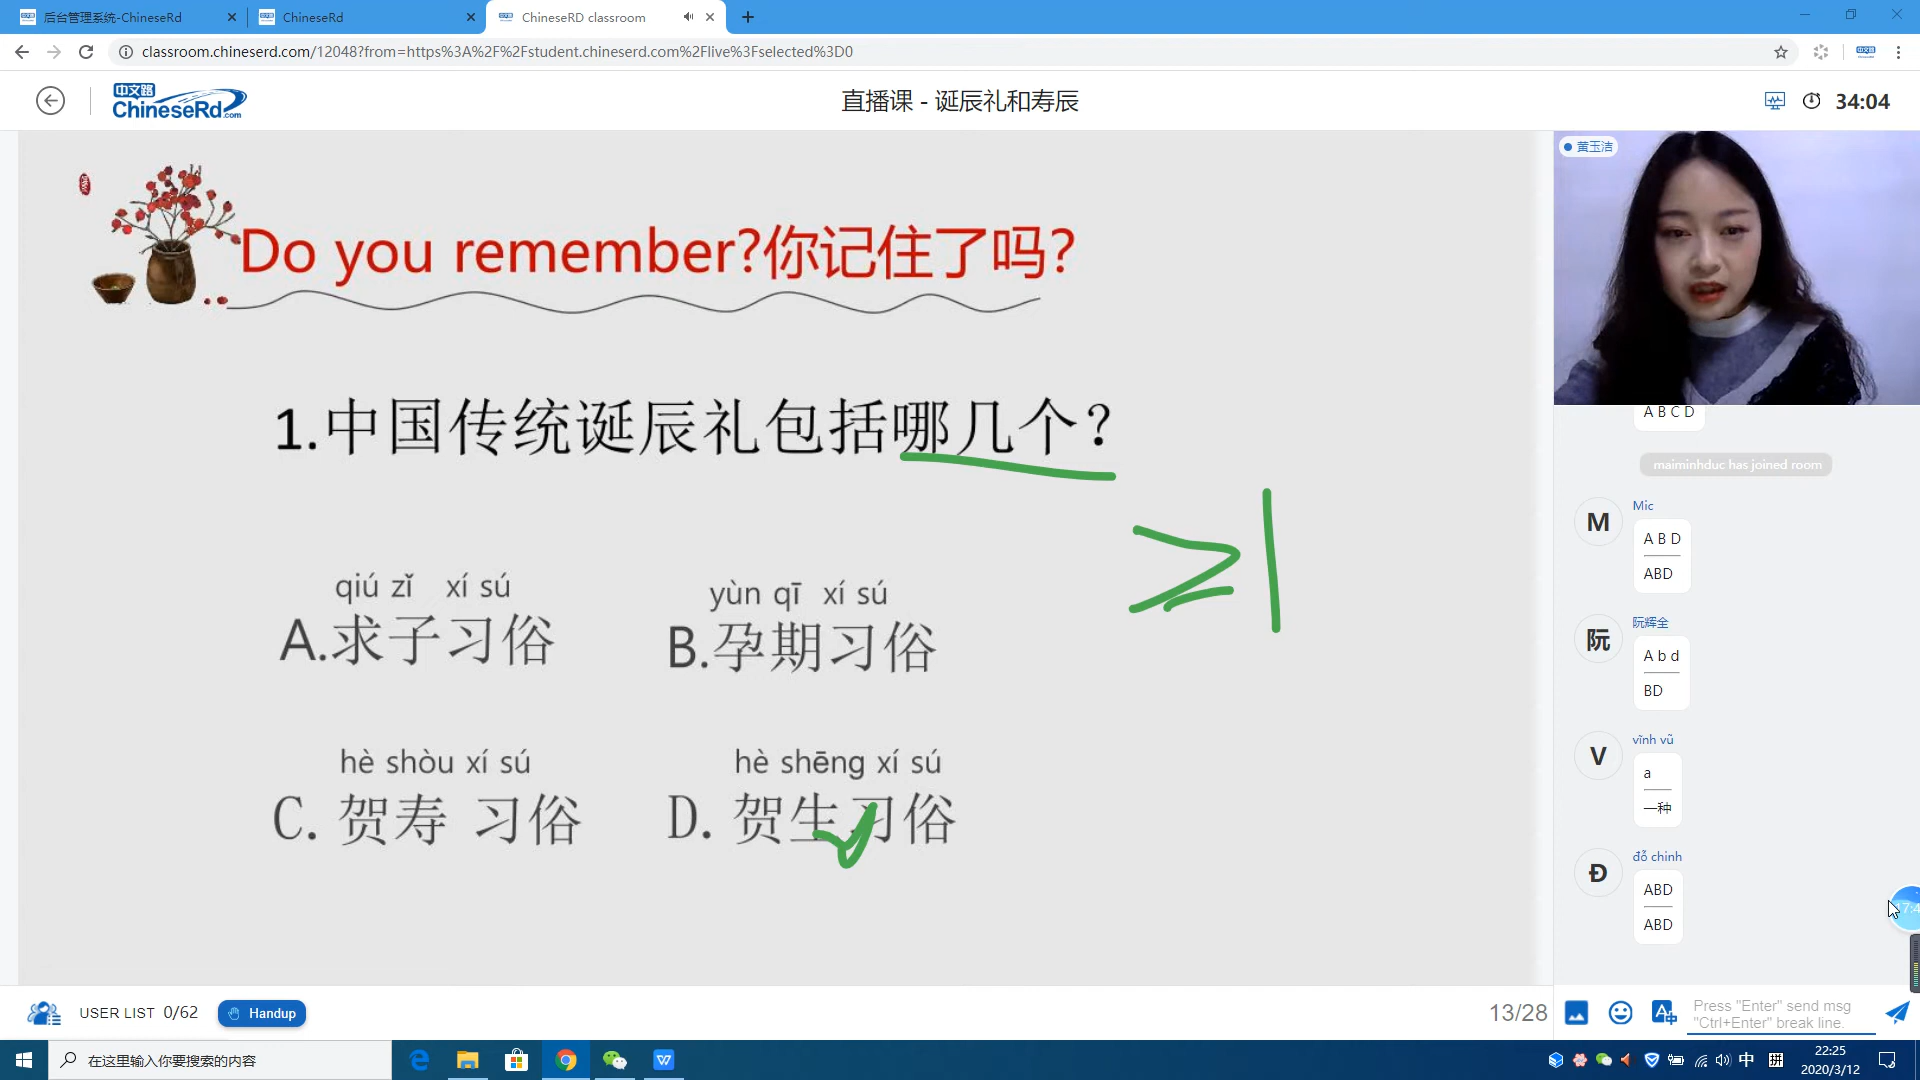 后台管理系统-ChineseRd
ChineseRd
ChineseRD classroom
classroom.chineserd.com/12048?from=https%3A%2F%2Fstudent.chineserd.com%2Flive%3Fselected%3D0
中文路
ChineseRd.com
直播课 - 诞辰礼和寿辰
34:04
黄玉洁
Do you remember?你记住了吗?
1.中国传统诞辰礼包括哪几个?
≥1
qiú zǐ xí sú
yùn qī xí sú
A.求子习俗
B.孕期习俗
hè shòu xí sú
hè shēng xí sú
C. 贺寿 习俗
D. 贺生习俗
A B C D
maiminhduc has joined room
M
Mic
A B D
ABD
阮
阮辉全
A b d
BD
V
vĩnh vũ
a
一种
Đ
đỗ chinh
ABD
ABD
USER LIST 0/62
Handup
13/28
Press "Enter" send msg
"Ctrl+Enter" break line.
在这里输入你要搜索的内容
中
22:25
2020/3/12